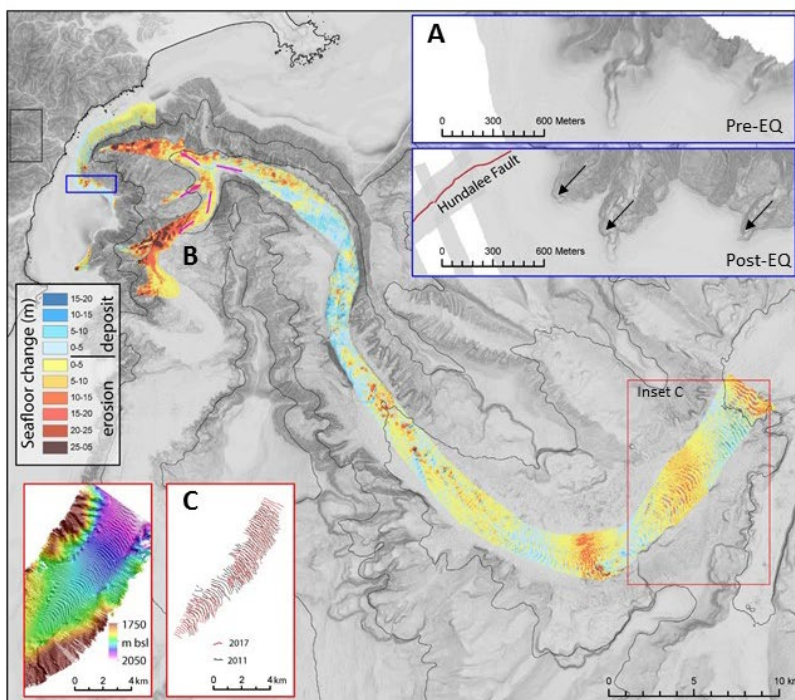 A
0 300 600 Meters
Pre-EQ
Hundalee Fault
0 300 600 Meters
Post-EQ
B
Seafloor change (m)
deposit
erosion
15-20
10-15
5-10
0-5
0-5
5-10
10-15
15-20
20-25
25-05
Inset C
1750
m bsl
2050
0 2 4 km
C
2017
2011
0 2 4 km
0 5 10 km